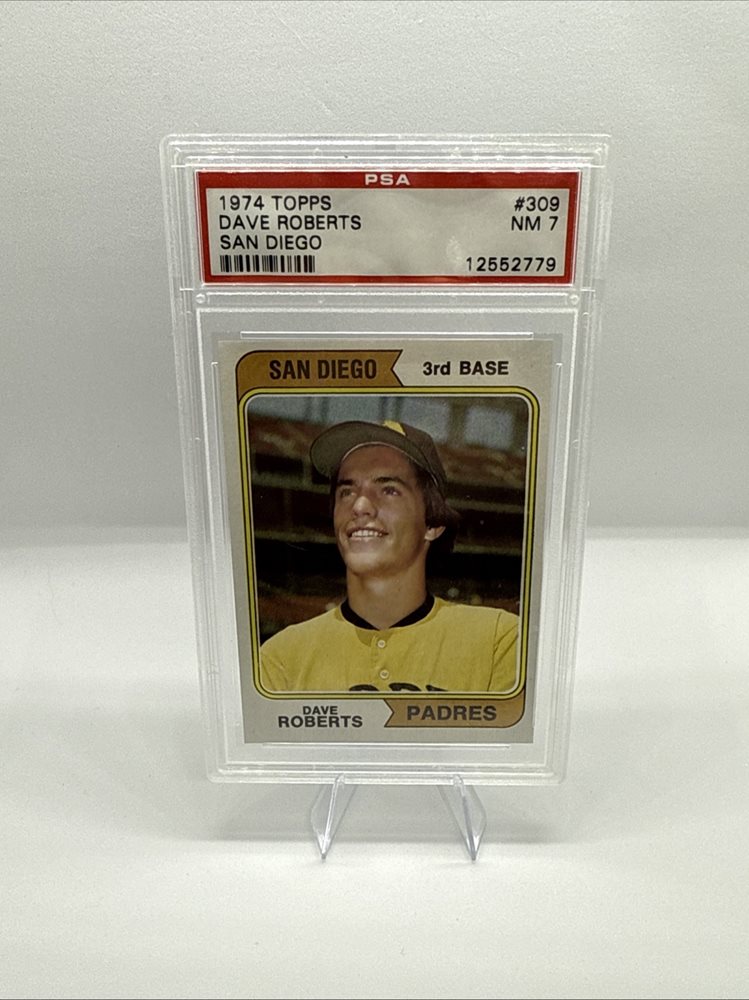 PSA
1974 TOPPS #309
DAVE ROBERTS NM 7
SAN DIEGO
12552779
SAN DIEGO 3rd BASE
DAVE
ROBERTS
PADRES